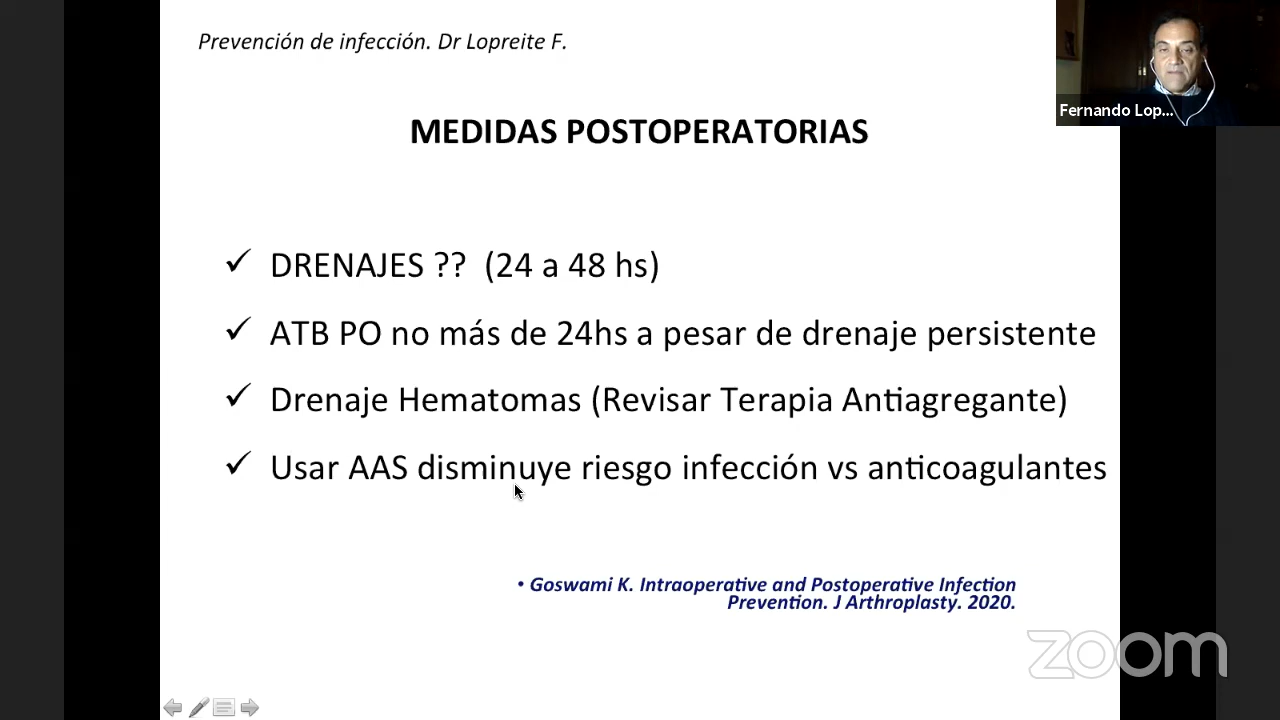 Prevención de infección. Dr Lopreite F.
Fernando Lop...
MEDIDAS POSTOPERATORIAS
✓ DRENAJES ?? (24 a 48 hs)
✓ ATB PO no más de 24hs a pesar de drenaje persistente
✓ Drenaje Hematomas (Revisar Terapia Antiagregante)
✓ Usar AAS disminuye riesgo infección vs anticoagulantes
• Goswami K. Intraoperative and Postoperative Infection
Prevention. J Arthroplasty. 2020.
zoom